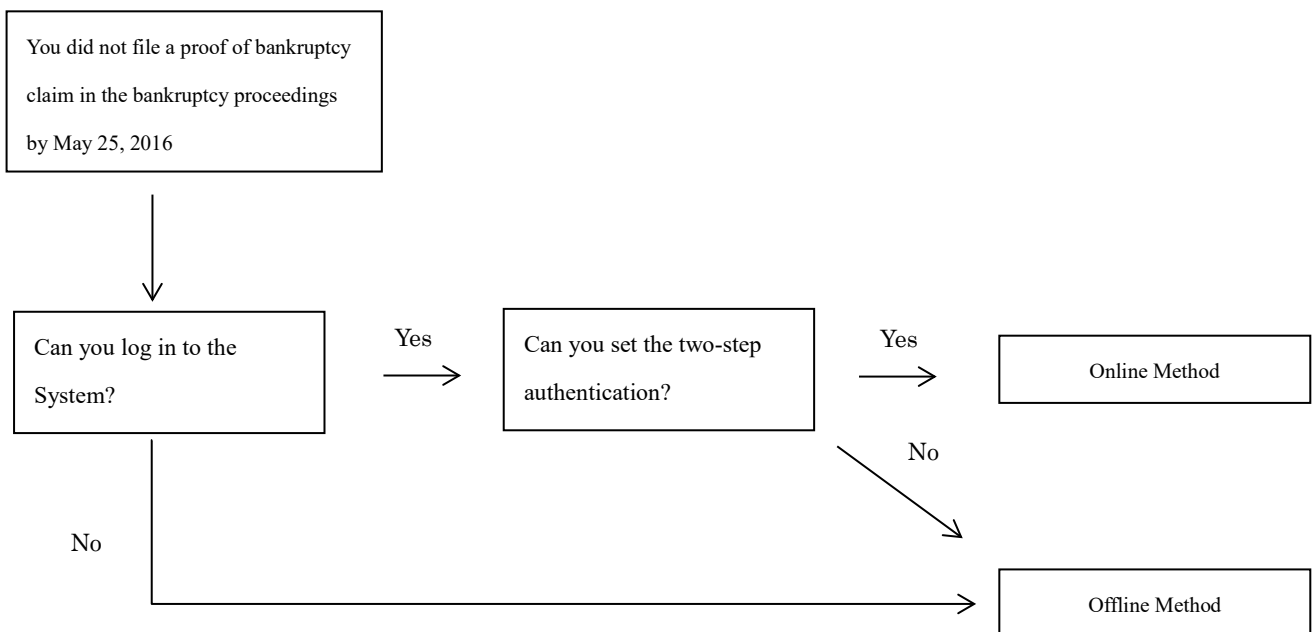 You did not file a proof of bankruptcy
claim in the bankruptcy proceedings
by May 25, 2016
Can you log in to the
System?
Yes
Can you set the two-step
authentication?
Yes
Online Method
No
No
Offline Method